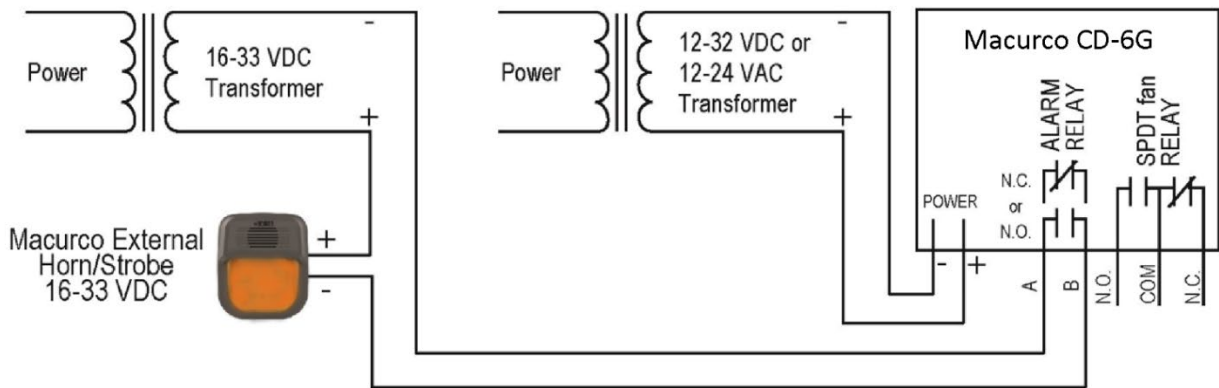 Power
16-33 VDC
Transformer
-
+
Power
12-32 VDC or
12-24 VAC
Transformer
-
+
Macurco CD-6G
ALARM
RELAY
SPDT fan
RELAY
N.C.
or
N.O.
POWER
-
+
A
B
N.O.
COM
N.C.
Macurco External
Horn/Strobe
16-33 VDC
+
-